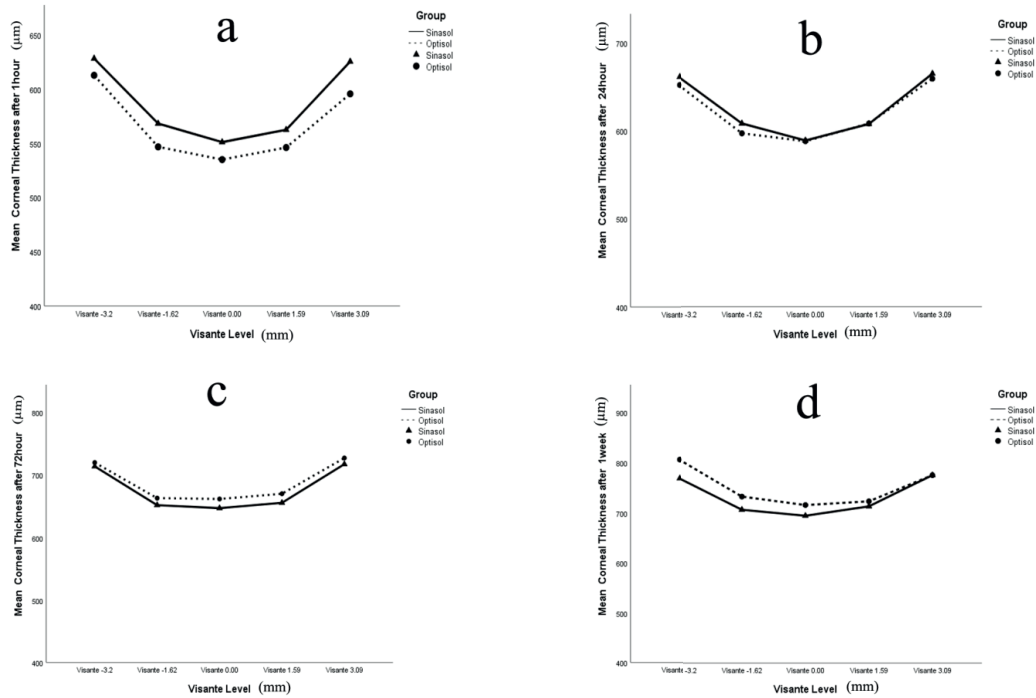 a
Group
Sinasol
Optisol
Sinasol
Optisol
Mean Corneal Thickness after 1hour (µm)
650
600
550
500
450
400
Visante -3.2 Visante -1.62 Visante 0.00 Visante 1.59 Visante 3.09
Visante Level (mm)
b
Group
Sinasol
Optisol
Sinasol
Optisol
Mean Corneal Thickness after 24hour (µm)
700
600
500
400
Visante -3.2 Visante -1.62 Visante 0.00 Visante 1.59 Visante 3.09
Visante Level (mm)
c
Group
Sinasol
Optisol
Sinasol
Optisol
Mean Corneal Thickness after 72hour (µm)
800
700
600
500
400
Visante -3.2 Visante -1.62 Visante 0.00 Visante 1.59 Visante 3.09
Visante Level (mm)
d
Group
Sinasol
Optisol
Sinasol
Optisol
Mean Corneal Thickness after 1week (µm)
900
800
700
600
500
400
Visante -3.2 Visante -1.62 Visante 0.00 Visante 1.59 Visante 3.09
Visante Level (mm)